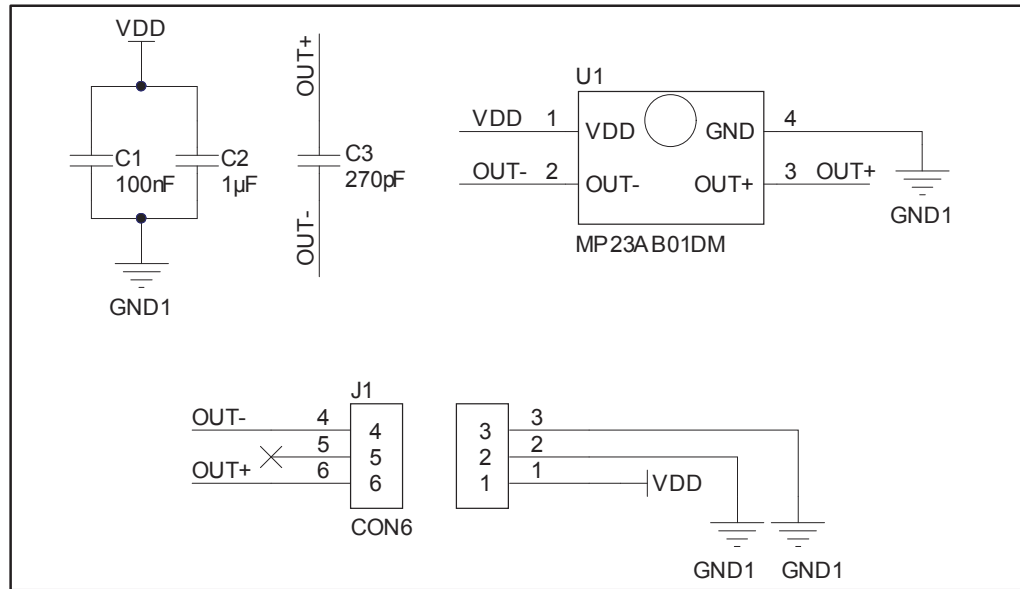 VDD
C1
100nF
C2
1µF
GND1
OUT+
C3
270pF
OUT-
U1
VDD 1 VDD GND 4
OUT- 2 OUT- OUT+ 3 OUT+
GND1
MP23AB01DM
J1
OUT- 4 4
5 5
OUT+ 6 6
CON6
3 3
2 2
1 1 VDD
GND1 GND1